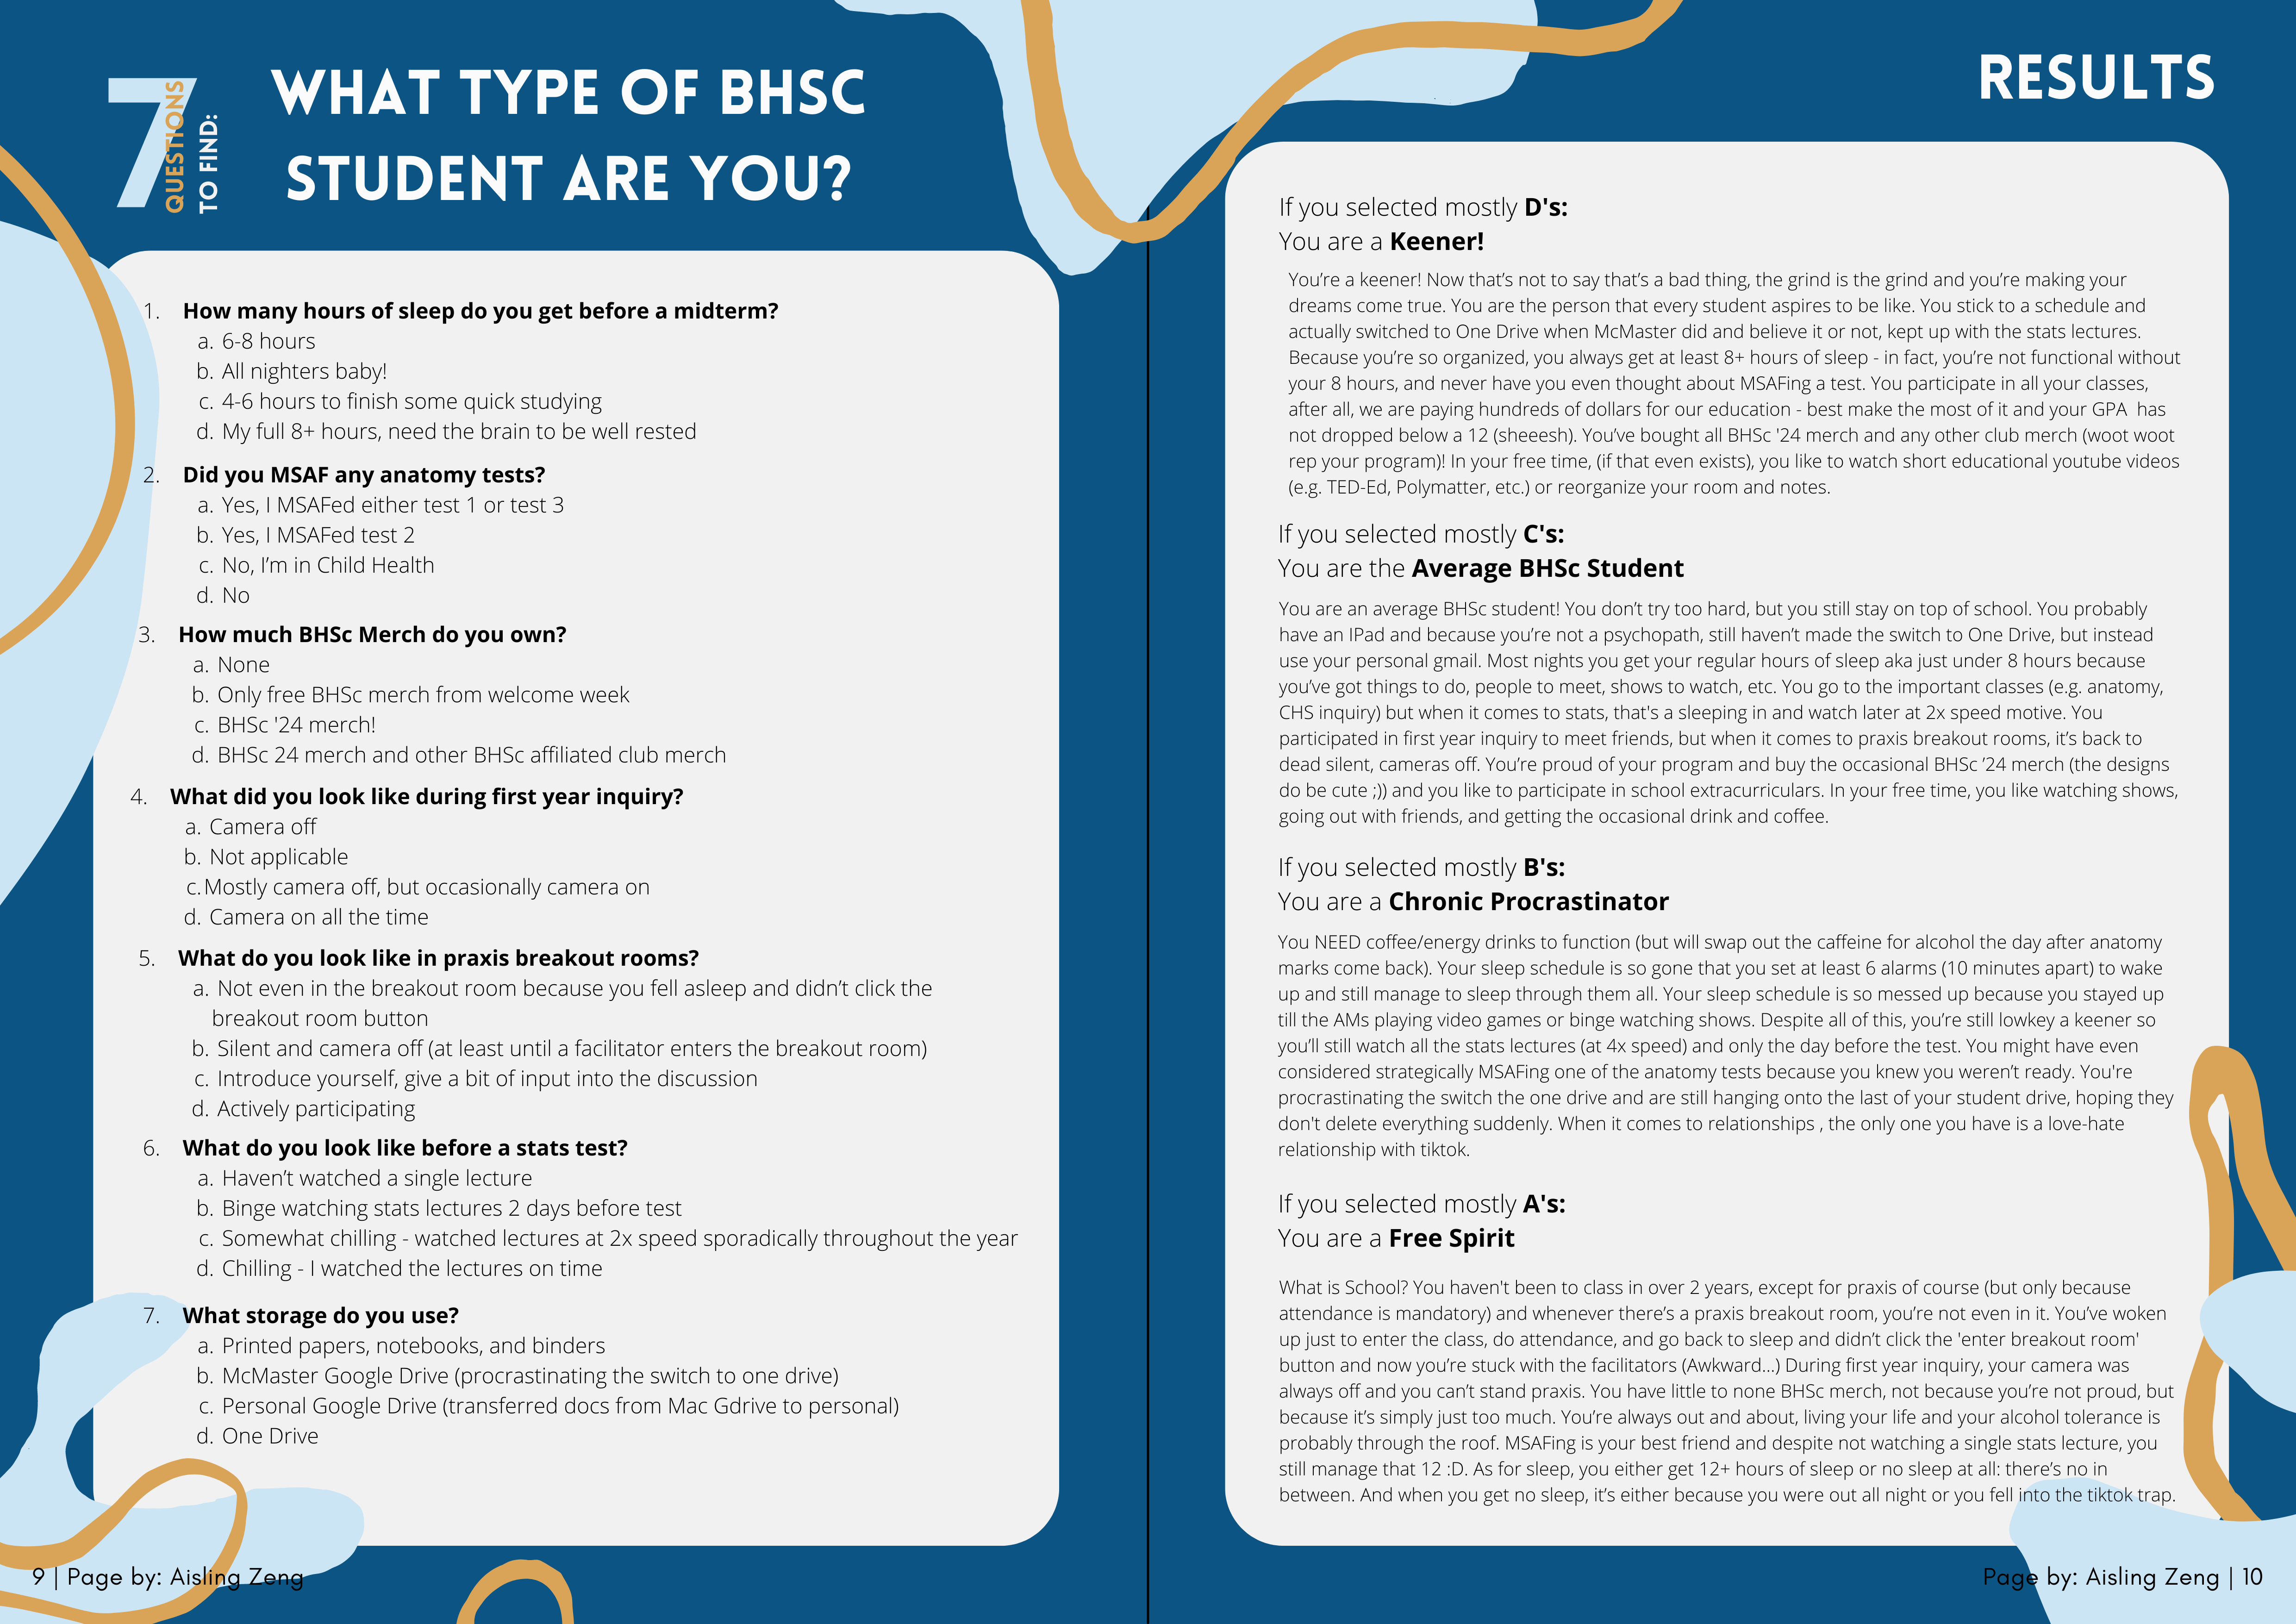 7
QUESTIONS
TO FIND:
WHAT TYPE OF BHSC
STUDENT ARE YOU?
1. How many hours of sleep do you get before a midterm?
a. 6-8 hours
b. All nighters baby!
c. 4-6 hours to finish some quick studying
d. My full 8+ hours, need the brain to be well rested
2. Did you MSAF any anatomy tests?
a. Yes, I MSAFed either test 1 or test 3
b. Yes, I MSAFed test 2
c. No, I’m in Child Health
d. No
3. How much BHSc Merch do you own?
a. None
b. Only free BHSc merch from welcome week
c. BHSc '24 merch!
d. BHSc 24 merch and other BHSc affiliated club merch
4. What did you look like during first year inquiry?
a. Camera off
b. Not applicable
c. Mostly camera off, but occasionally camera on
d. Camera on all the time
5. What do you look like in praxis breakout rooms?
a. Not even in the breakout room because you fell asleep and didn’t click the
breakout room button
b. Silent and camera off (at least until a facilitator enters the breakout room)
c. Introduce yourself, give a bit of input into the discussion
d. Actively participating
6. What do you look like before a stats test?
a. Haven’t watched a single lecture
b. Binge watching stats lectures 2 days before test
c. Somewhat chilling - watched lectures at 2x speed sporadically throughout the year
d. Chilling - I watched the lectures on time
7. What storage do you use?
a. Printed papers, notebooks, and binders
b. McMaster Google Drive (procrastinating the switch to one drive)
c. Personal Google Drive (transferred docs from Mac Gdrive to personal)
d. One Drive
9 | Page by: Aisling Zeng
RESULTS
If you selected mostly D's:
You are a Keener!
You’re a keener! Now that’s not to say that’s a bad thing, the grind is the grind and you’re making your
dreams come true. You are the person that every student aspires to be like. You stick to a schedule and
actually switched to One Drive when McMaster did and believe it or not, kept up with the stats lectures.
Because you’re so organized, you always get at least 8+ hours of sleep - in fact, you’re not functional without
your 8 hours, and never have you even thought about MSAFing a test. You participate in all your classes,
after all, we are paying hundreds of dollars for our education - best make the most of it and your GPA has
not dropped below a 12 (sheeesh). You’ve bought all BHSc '24 merch and any other club merch (woot woot
rep your program)! In your free time, (if that even exists), you like to watch short educational youtube videos
(e.g. TED-Ed, Polymatter, etc.) or reorganize your room and notes.
If you selected mostly C's:
You are the Average BHSc Student
You are an average BHSc student! You don’t try too hard, but you still stay on top of school. You probably
have an IPad and because you’re not a psychopath, still haven’t made the switch to One Drive, but instead
use your personal gmail. Most nights you get your regular hours of sleep aka just under 8 hours because
you’ve got things to do, people to meet, shows to watch, etc. You go to the important classes (e.g. anatomy,
CHS inquiry) but when it comes to stats, that's a sleeping in and watch later at 2x speed motive. You
participated in first year inquiry to meet friends, but when it comes to praxis breakout rooms, it’s back to
dead silent, cameras off. You’re proud of your program and buy the occasional BHSc ’24 merch (the designs
do be cute ;)) and you like to participate in school extracurriculars. In your free time, you like watching shows,
going out with friends, and getting the occasional drink and coffee.
If you selected mostly B's:
You are a Chronic Procrastinator
You NEED coffee/energy drinks to function (but will swap out the caffeine for alcohol the day after anatomy
marks come back). Your sleep schedule is so gone that you set at least 6 alarms (10 minutes apart) to wake
up and still manage to sleep through them all. Your sleep schedule is so messed up because you stayed up
till the AMs playing video games or binge watching shows. Despite all of this, you’re still lowkey a keener so
you’ll still watch all the stats lectures (at 4x speed) and only the day before the test. You might have even
considered strategically MSAFing one of the anatomy tests because you knew you weren’t ready. You're
procrastinating the switch the one drive and are still hanging onto the last of your student drive, hoping they
don't delete everything suddenly. When it comes to relationships , the only one you have is a love-hate
relationship with tiktok.
If you selected mostly A's:
You are a Free Spirit
What is School? You haven't been to class in over 2 years, except for praxis of course (but only because
attendance is mandatory) and whenever there’s a praxis breakout room, you’re not even in it. You’ve woken
up just to enter the class, do attendance, and go back to sleep and didn’t click the 'enter breakout room'
button and now you’re stuck with the facilitators (Awkward...) During first year inquiry, your camera was
always off and you can’t stand praxis. You have little to none BHSc merch, not because you’re not proud, but
because it’s simply just too much. You’re always out and about, living your life and your alcohol tolerance is
probably through the roof. MSAFing is your best friend and despite not watching a single stats lecture, you
still manage that 12 :D. As for sleep, you either get 12+ hours of sleep or no sleep at all: there’s no in
between. And when you get no sleep, it’s either because you were out all night or you fell into the tiktok trap.
Page by: Aisling Zeng | 10